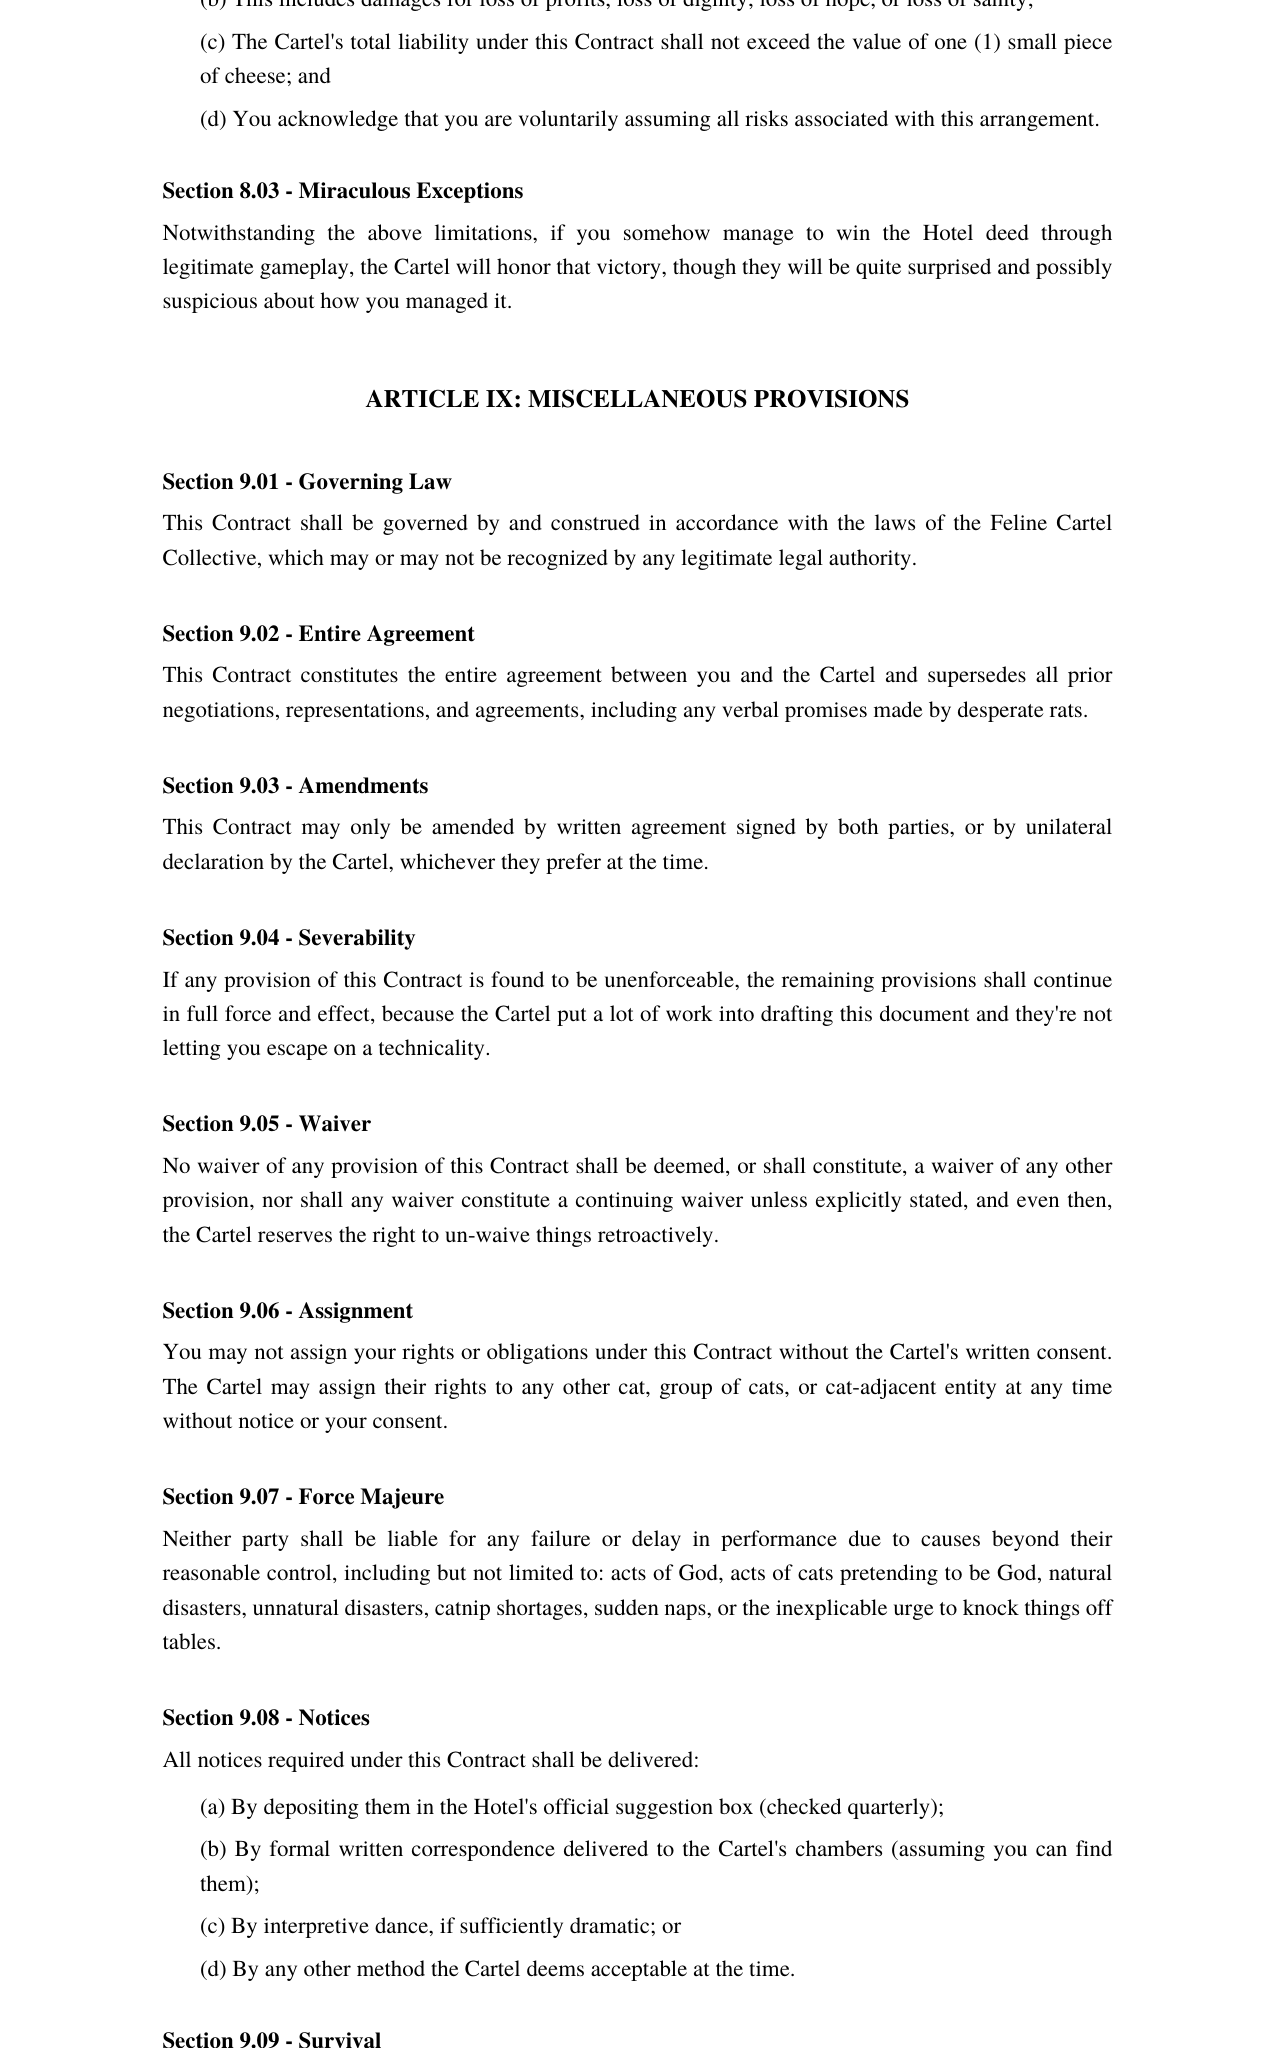 (b) This includes damages for loss of profits, loss of dignity, loss of hope, or loss of sanity;
(c) The Cartel's total liability under this Contract shall not exceed the value of one (1) small piece
of cheese; and
(d) You acknowledge that you are voluntarily assuming all risks associated with this arrangement.
Section 8.03 - Miraculous Exceptions
Notwithstanding the above limitations, if you somehow manage to win the Hotel deed through
legitimate gameplay, the Cartel will honor that victory, though they will be quite surprised and possibly
suspicious about how you managed it.
ARTICLE IX: MISCELLANEOUS PROVISIONS
Section 9.01 - Governing Law
This Contract shall be governed by and construed in accordance with the laws of the Feline Cartel
Collective, which may or may not be recognized by any legitimate legal authority.
Section 9.02 - Entire Agreement
This Contract constitutes the entire agreement between you and the Cartel and supersedes all prior
negotiations, representations, and agreements, including any verbal promises made by desperate rats.
Section 9.03 - Amendments
This Contract may only be amended by written agreement signed by both parties, or by unilateral
declaration by the Cartel, whichever they prefer at the time.
Section 9.04 - Severability
If any provision of this Contract is found to be unenforceable, the remaining provisions shall continue
in full force and effect, because the Cartel put a lot of work into drafting this document and they're not
letting you escape on a technicality.
Section 9.05 - Waiver
No waiver of any provision of this Contract shall be deemed, or shall constitute, a waiver of any other
provision, nor shall any waiver constitute a continuing waiver unless explicitly stated, and even then,
the Cartel reserves the right to un-waive things retroactively.
Section 9.06 - Assignment
You may not assign your rights or obligations under this Contract without the Cartel's written consent.
The Cartel may assign their rights to any other cat, group of cats, or cat-adjacent entity at any time
without notice or your consent.
Section 9.07 - Force Majeure
Neither party shall be liable for any failure or delay in performance due to causes beyond their
reasonable control, including but not limited to: acts of God, acts of cats pretending to be God, natural
disasters, unnatural disasters, catnip shortages, sudden naps, or the inexplicable urge to knock things off
tables.
Section 9.08 - Notices
All notices required under this Contract shall be delivered:
(a) By depositing them in the Hotel's official suggestion box (checked quarterly);
(b) By formal written correspondence delivered to the Cartel's chambers (assuming you can find
them);
(c) By interpretive dance, if sufficiently dramatic; or
(d) By any other method the Cartel deems acceptable at the time.
Section 9.09 - Survival